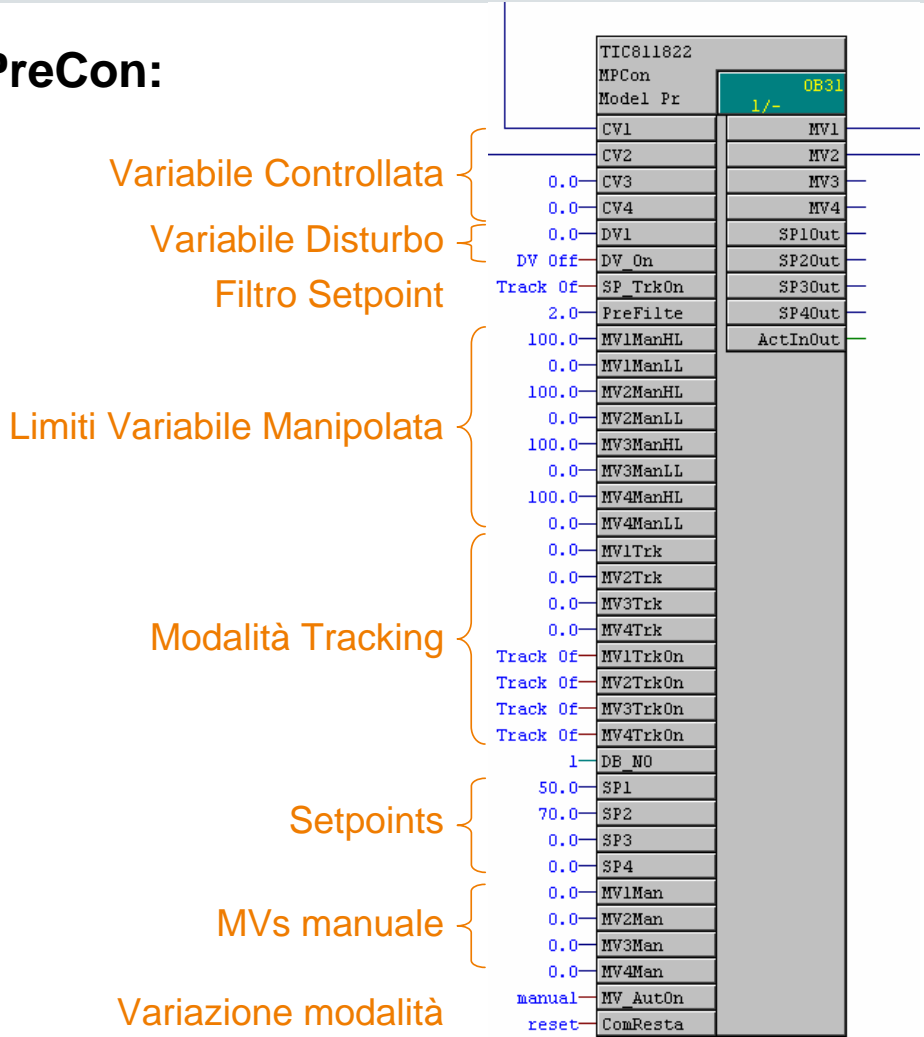 PreCon:
TIC811822
MPCon
Model Pr
OB31
1/-
Variabile Controllata
CV1 MV1
CV2 MV2
0.0 CV3 MV3
0.0 CV4 MV4
Variabile Disturbo
0.0 DV1 SP1Out
DV Off DV_On SP2Out
Filtro Setpoint
Track Of SP_TrkOn SP3Out
2.0 PreFilte SP4Out
Limiti Variabile Manipolata
100.0 MV1ManHL ActInOut
0.0 MV1ManLL
100.0 MV2ManHL
0.0 MV2ManLL
100.0 MV3ManHL
0.0 MV3ManLL
100.0 MV4ManHL
0.0 MV4ManLL
Modalità Tracking
0.0 MV1Trk
0.0 MV2Trk
0.0 MV3Trk
0.0 MV4Trk
Track Of MV1TrkOn
Track Of MV2TrkOn
Track Of MV3TrkOn
Track Of MV4TrkOn
1 DB_NO
Setpoints
50.0 SP1
70.0 SP2
0.0 SP3
0.0 SP4
MVs manuale
0.0 MV1Man
0.0 MV2Man
0.0 MV3Man
0.0 MV4Man
Variazione modalità
manual MV_AutOn
reset ComResta